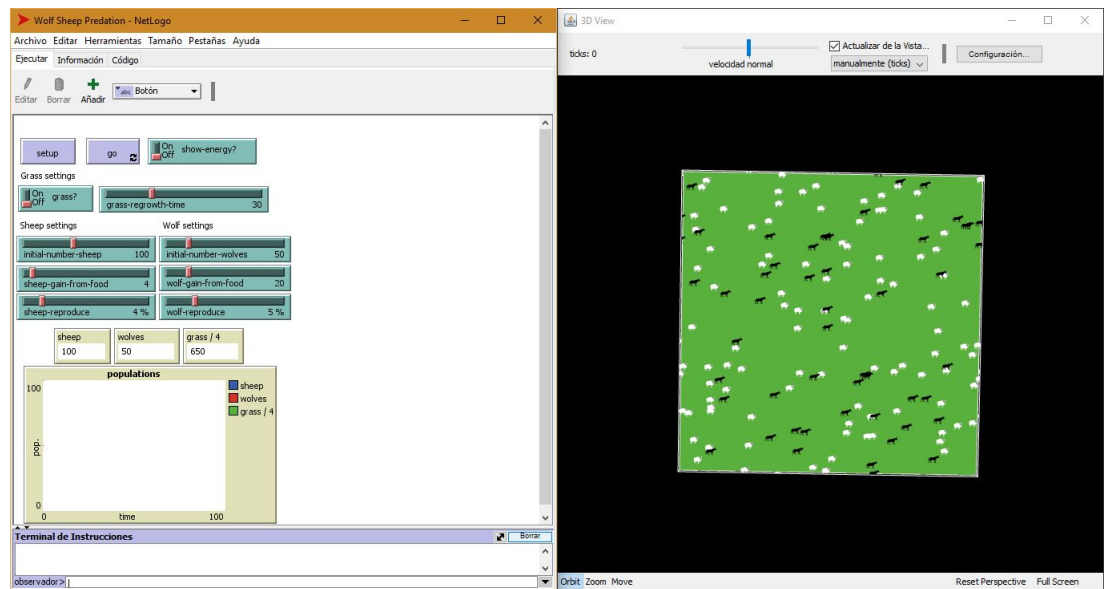 Wolf Sheep Predation - NetLogo
Archivo Editar Herramientas Tamaño Pestañas Ayuda
Ejecutar Información Código
Editar Borrar Añadir abc Botón
setup go On Off show-energy?
Grass settings
On Off grass? grass-regrowth-time 30
Sheep settings Wolf settings
initial-number-sheep 100 initial-number-wolves 50
sheep-gain-from-food 4 wolf-gain-from-food 20
sheep-reproduce 4 % wolf-reproduce 5 %
sheep wolves grass / 4
100 50 650
populations
100
pop.
0
0 time 100
sheep
wolves
grass / 4
Terminal de Instrucciones Borrar
observador>
3D View
ticks: 0 velocidad normal Actualizar de la Vista...
manualmente (ticks) Configuración...
Orbit Zoom Move Reset Perspective Full Screen